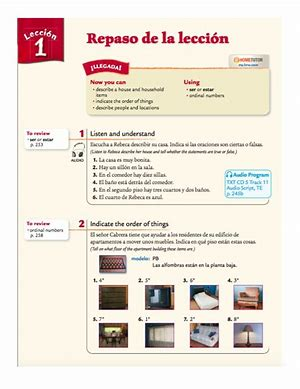 Lección
1
Repaso de la lección
¡LLEGADA!
@HOMETUTOR
my.hrw.com
Now you can
• describe a house and household
items
• indicate the order of things
• describe people and locations
Using
• ser or estar
• ordinal numbers
To review
• ser or estar
p. 233
AUDIO
1 Listen and understand
Escucha a Rebeca describir su casa. Indica si las oraciones son ciertas o falsas.
(Listen to Rebeca describe her house and tell whether the statements are true or false.)
1. La casa es muy bonita.
2. Hay un sillón en la sala.
3. En el comedor hay diez sillas.
4. El baño está detrás del comedor.
5. En el segundo piso hay tres cuartos y dos baños.
6. El cuarto de Rebeca es azul.
Audio Program
TXT CD 5 Track 11
Audio Script, TE
p. 245b
To review
• ordinal numbers
p. 238
2 Indicate the order of things
El señor Cabrera tiene que ayudar a los residentes de su edificio de
apartamentos a mover unos muebles. Indica en qué piso están estas cosas.
(Tell on what floor of the apartment building these items are.)
modelo: PB
Las alfombras están en la planta baja.
1. 4°
2.
3.
4.
5.
6.
7.
8.